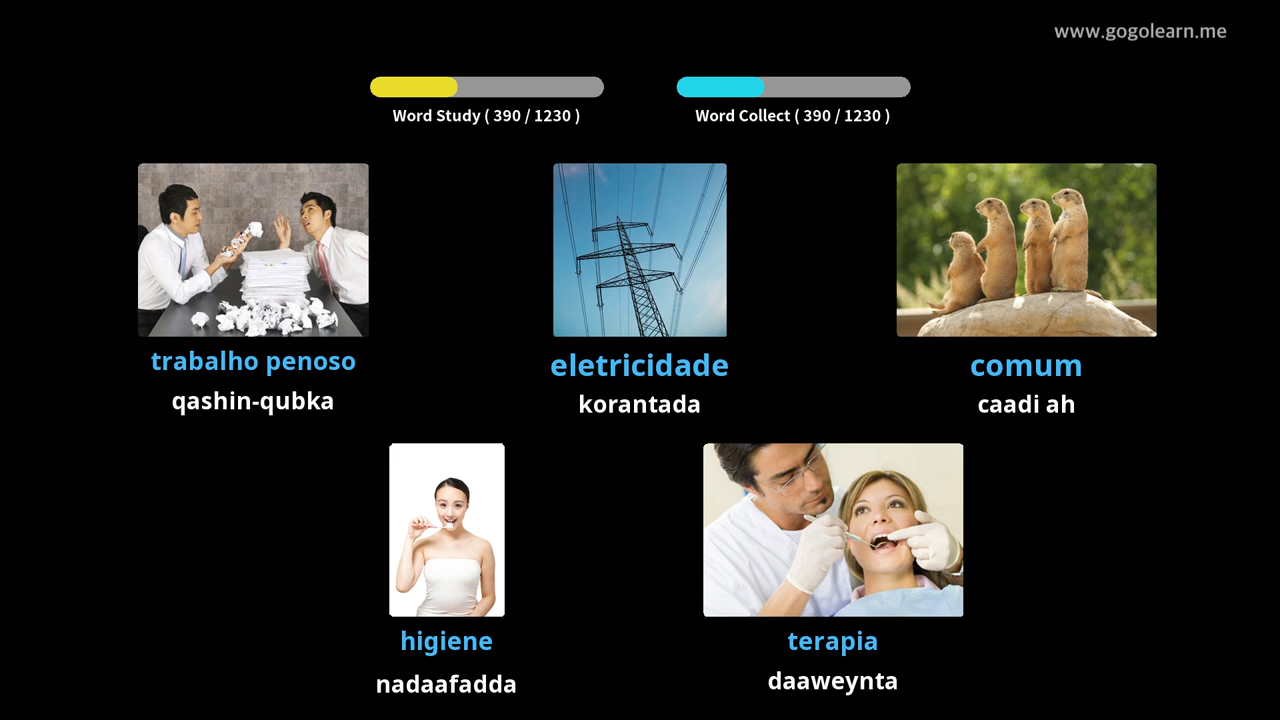 www.gogolearn.me
Word Study ( 390 / 1230 )
Word Collect ( 390 / 1230 )
trabalho penoso
qashin-qubka
eletricidade
korantada
comum
caadi ah
higiene
nadaafadda
terapia
daaweynta